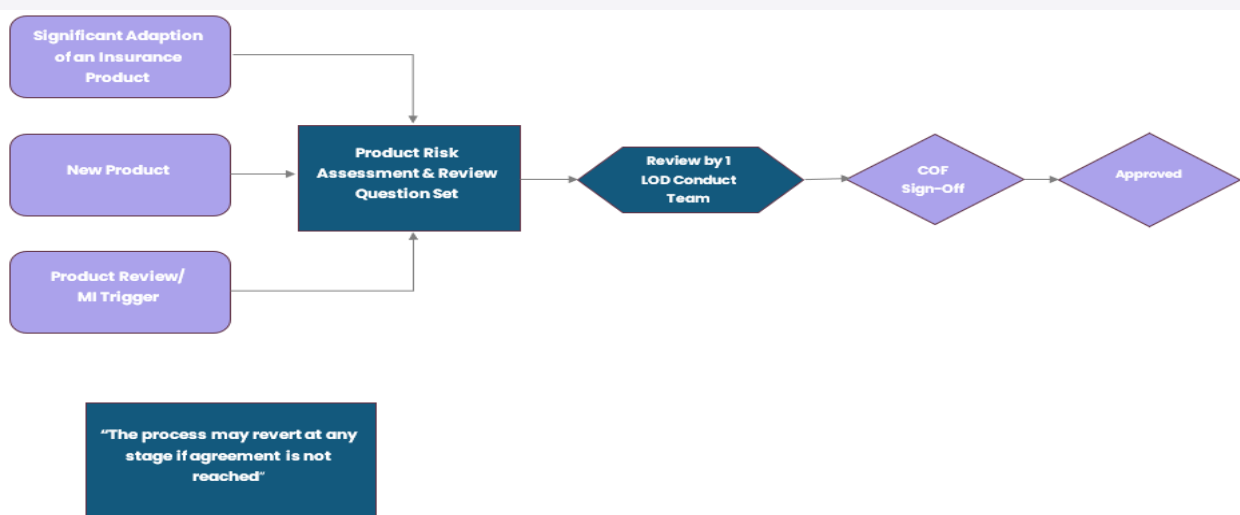 Significant Adaption
of an Insurance
Product
New Product
Product Review/
MI Trigger
Product Risk
Assessment & Review
Question Set
Review by 1
LOD Conduct
Team
COF
Sign-Off
Approved
“The process may revert at any
stage if agreement is not
reached”